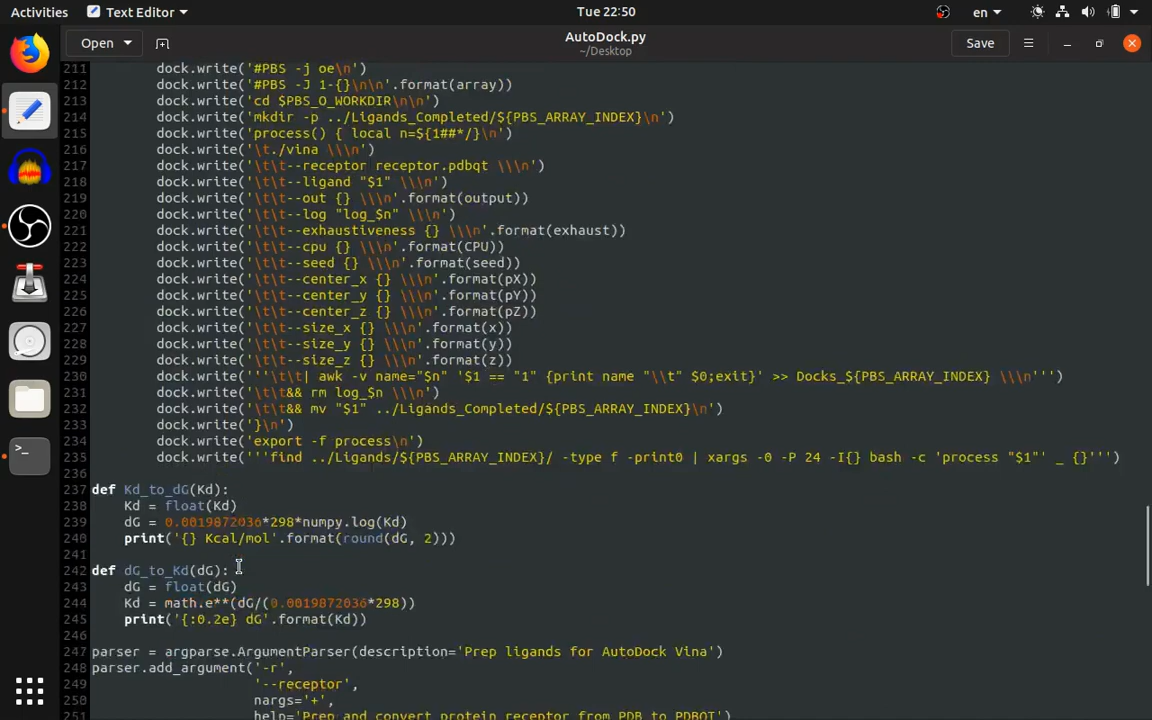 Activities Text Editor Tue 22:50 en
Open AutoDock.py Save
~/Desktop
211 dock.write('#PBS -j oe\n')
212 dock.write('#PBS -J 1-{}\n\n'.format(array))
213 dock.write('cd $PBS_O_WORKDIR\n\n')
214 dock.write('mkdir -p ../Ligands_Completed/${PBS_ARRAY_INDEX}\n')
215 dock.write('process() { local n=${1##*/}\n')
216 dock.write('\t./vina \\\n')
217 dock.write('\t\t--receptor receptor.pdbqt \\\n')
218 dock.write('\t\t--ligand "$1" \\\n')
219 dock.write('\t\t--out {} \\\n'.format(output))
220 dock.write('\t\t--log "log_$n" \\\n')
221 dock.write('\t\t--exhaustiveness {} \\\n'.format(exhaust))
222 dock.write('\t\t--cpu {} \\\n'.format(CPU))
223 dock.write('\t\t--seed {} \\\n'.format(seed))
224 dock.write('\t\t--center_x {} \\\n'.format(pX))
225 dock.write('\t\t--center_y {} \\\n'.format(pY))
226 dock.write('\t\t--center_z {} \\\n'.format(pZ))
227 dock.write('\t\t--size_x {} \\\n'.format(x))
228 dock.write('\t\t--size_y {} \\\n'.format(y))
229 dock.write('\t\t--size_z {} \\\n'.format(z))
230 dock.write('''\t\t| awk -v name="$n" '$1 == "1" {print name "\\t" $0;exit}' >> Docks_${PBS_ARRAY_INDEX} \\\n''')
231 dock.write('\t\t&& rm log_$n \\\n')
232 dock.write('\t\t&& mv "$1" ../Ligands_Completed/${PBS_ARRAY_INDEX}\n')
233 dock.write('}\n')
234 dock.write('export -f process\n')
235 dock.write('''find ../Ligands/${PBS_ARRAY_INDEX}/ -type f -print0 | xargs -0 -P 24 -I{} bash -c 'process "$1"' _ {}''')
236
237 def Kd_to_dG(Kd):
238 Kd = float(Kd)
239 dG = 0.0019872036*298*numpy.log(Kd)
240 print('{} Kcal/mol'.format(round(dG, 2)))
241
242 def dG_to_Kd(dG):
243 dG = float(dG)
244 Kd = math.e**(dG/(0.0019872036*298))
245 print('{:0.2e} dG'.format(Kd))
246
247 parser = argparse.ArgumentParser(description='Prep ligands for AutoDock Vina')
248 parser.add_argument('-r',
249 '--receptor',
250 nargs='+',
251 help='Prep and convert protein receptor from PDB to PDBQT')